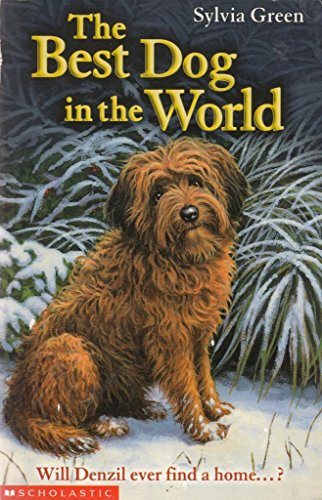 Sylvia Green
The
Best Dog
in the World
Will Denzil ever find a home...?
SCHOLASTIC